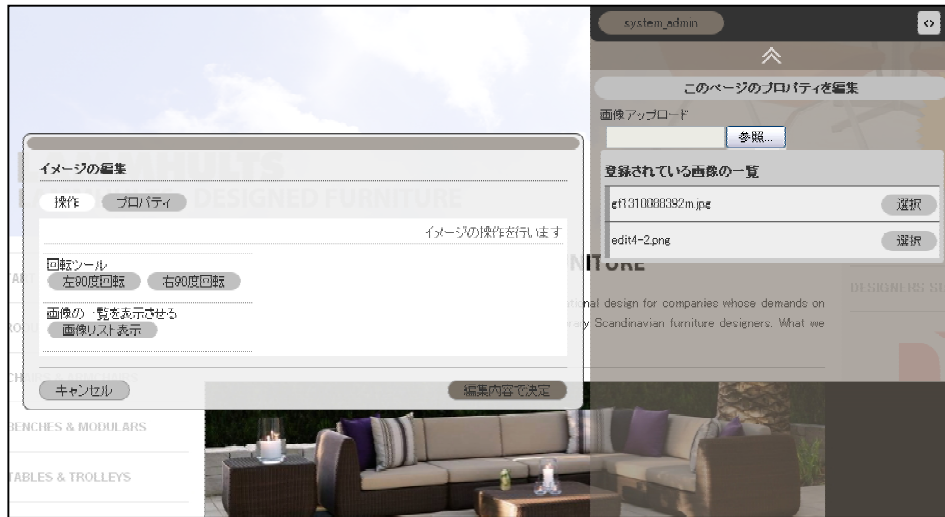 system_admin
<>
このページのプロパティを編集
画像アップロード
参照...
登録されている画像の一覧
gf1310688392m.jpg
選択
edit4-2.png
選択
イメージの編集
操作
プロパティ
イメージの操作を行います
回転ツール
左90度回転
右90度回転
画像の一覧を表示させる
画像リスト表示
キャンセル
編集内容で決定
DESIGNED FURNITURE
NITURE
nal design for companies whose demands on
y Scandinavian furniture designers. What we
DESIGNERS
BENCHES & MODULARS
TABLES & TROLLEYS